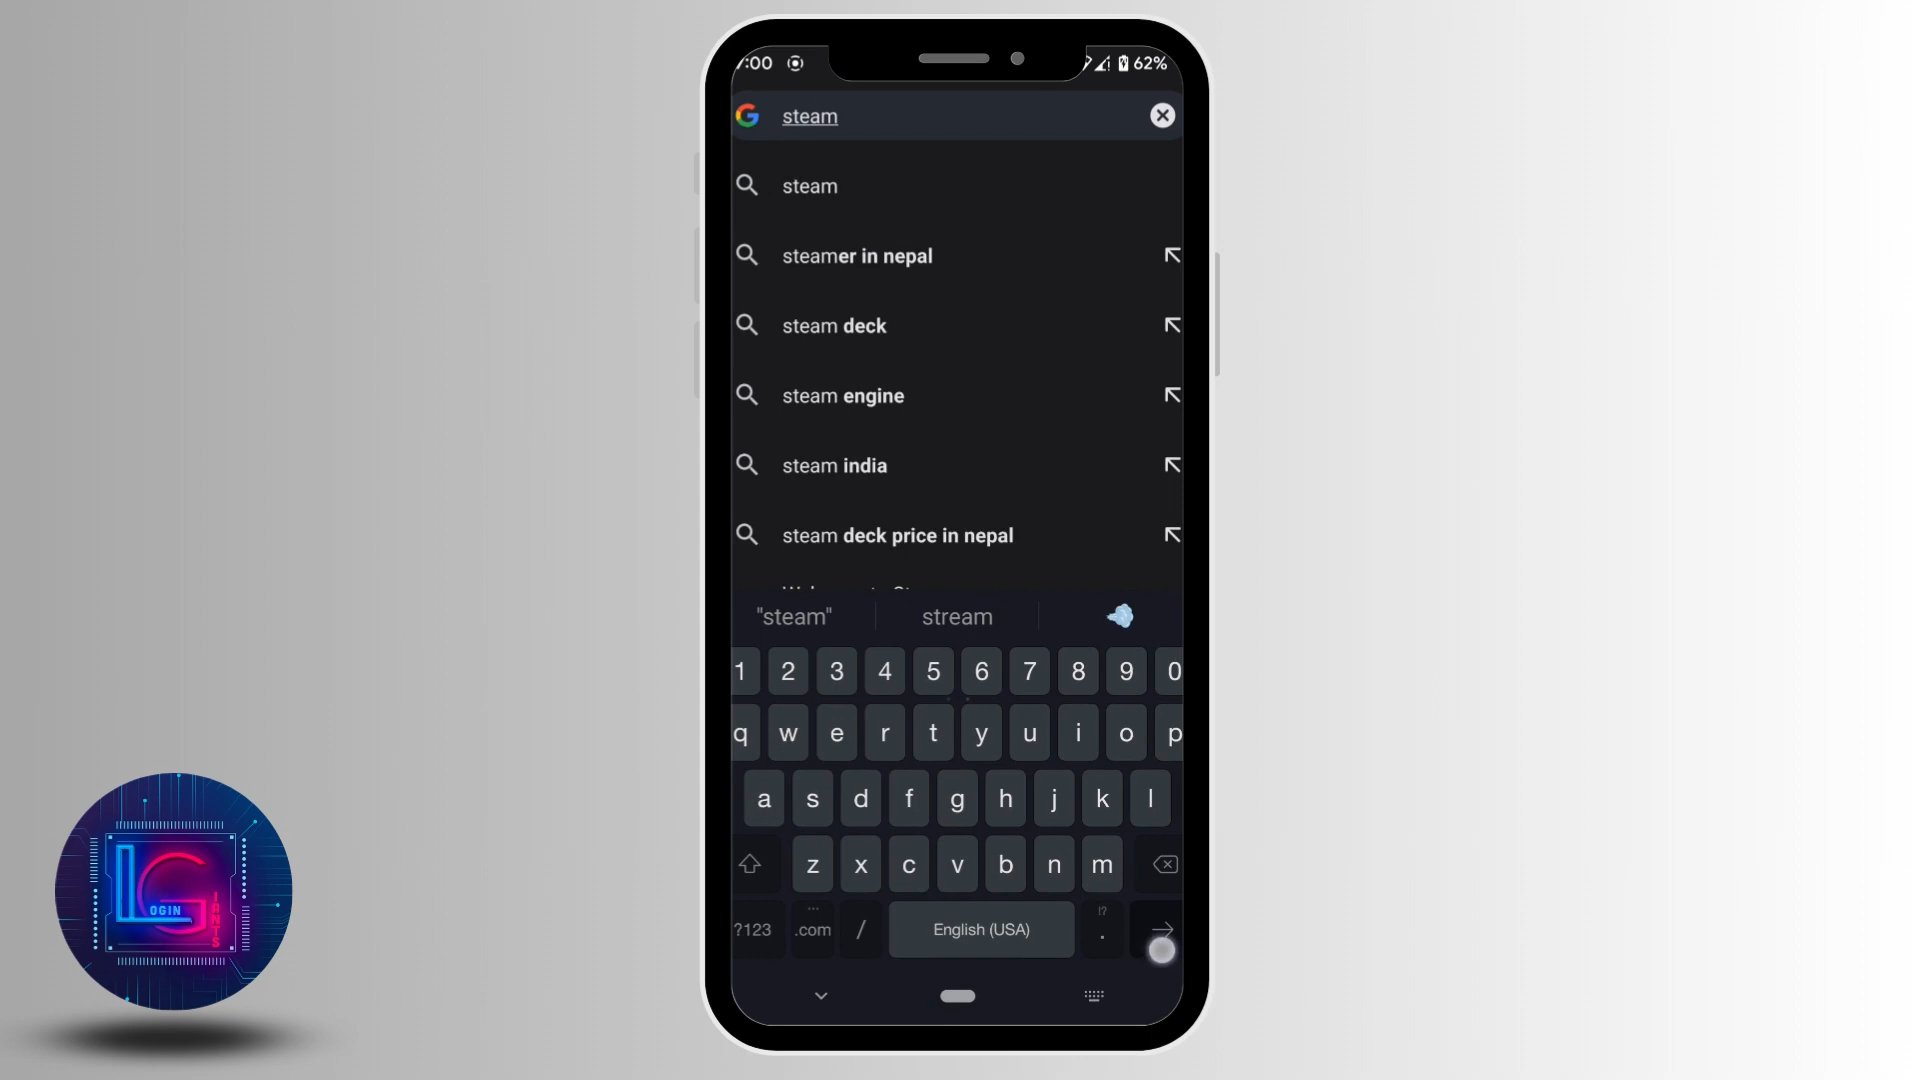 :00 62%
steam
steam
steamer in nepal
steam deck
steam engine
steam india
steam deck price in nepal
"steam" stream
1 2 3 4 5 6 7 8 9 0
q w e r t y u i o p
a s d f g h j k l
z x c v b n m
?123 .com / English (USA) !? .
LOGIN
GIANTS